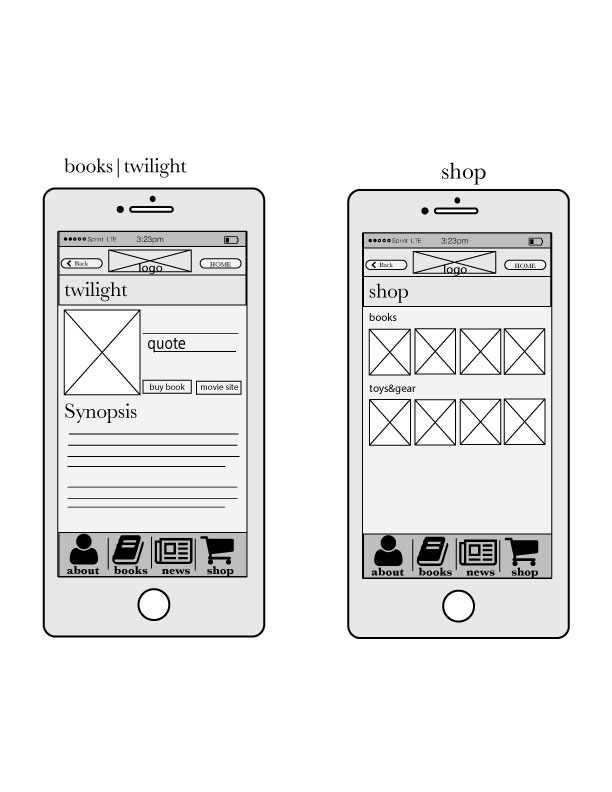 books|twilight
Sprint LTE 3:23pm
Back logo HOME
twilight
quote
buy book movie site
Synopsis
about books news shop
shop
Sprint LTE 3:23pm
Back logo HOME
shop
books
toys&gear
about books news shop